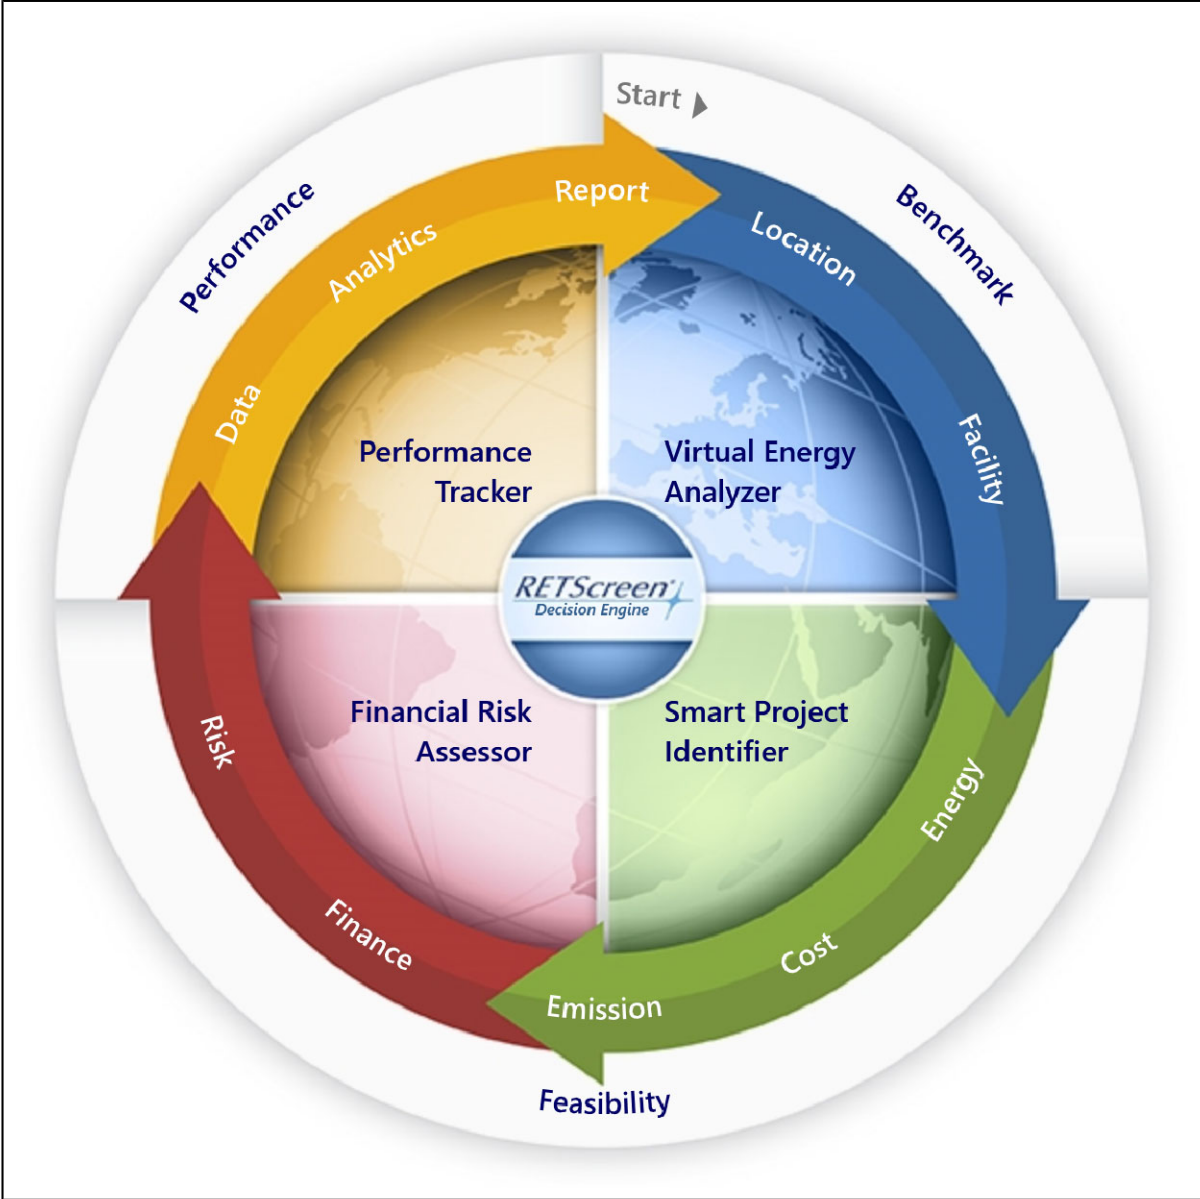 Start
Benchmark
Location
Facility
Virtual Energy
Analyzer
Smart Project
Identifier
Energy
Cost
Emission
Feasibility
Finance
Risk
Financial Risk
Assessor
Performance
Data
Analytics
Report
Performance
Tracker
RETScreen
Decision Engine